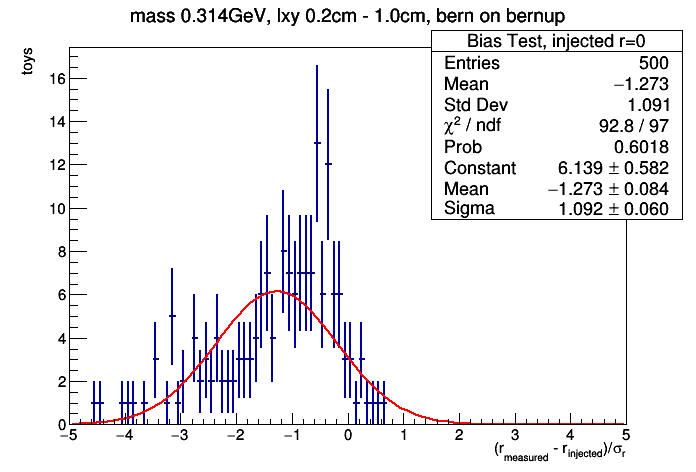 mass 0.314GeV, lxy 0.2cm - 1.0cm, bern on bernup
Bias Test, injected r=0
Entries 500
Mean −1.273
Std Dev 1.091
χ² / ndf 92.8 / 97
Prob 0.6018
Constant 6.139 ± 0.582
Mean −1.273 ± 0.084
Sigma 1.092 ± 0.060
toys
16
14
12
10
8
6
4
2
0
−5 −4 −3 −2 −1 0 1 2 3 4 5
(r_measured - r_injected)/σ_r